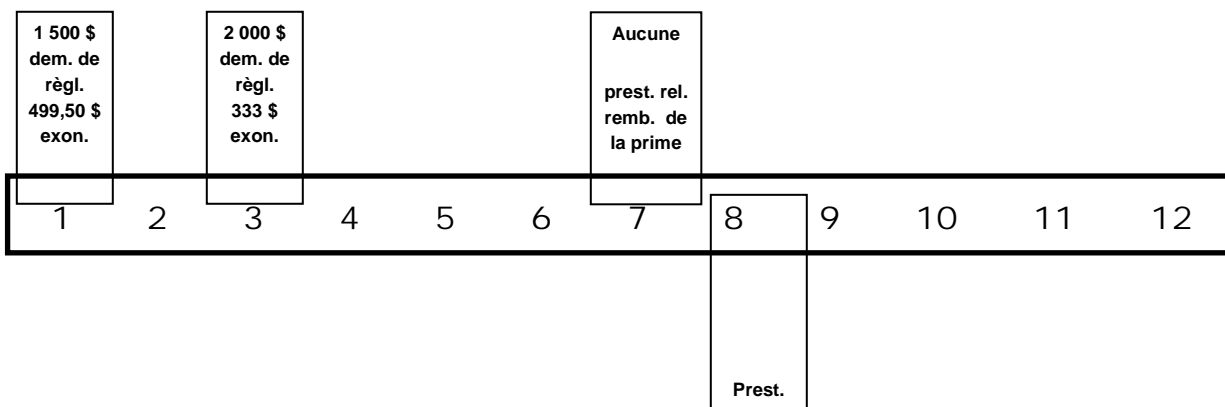 1 500 $
dem. de
règl.
499,50 $
exon.
2 000 $
dem. de
règl.
333 $
exon.
Aucune
prest. rel.
remb. de
la prime
1 2 3 4 5 6 7 8 9 10 11 12
Prest.